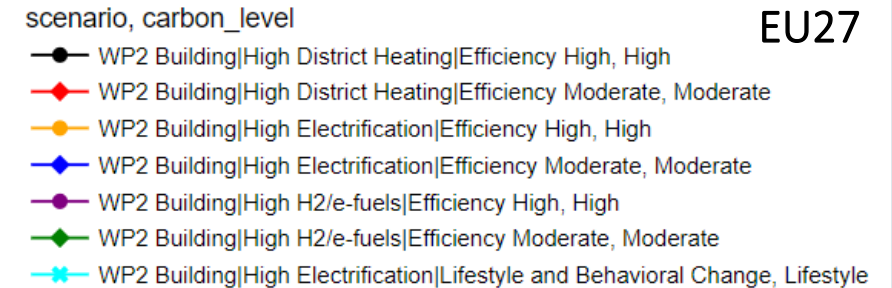 scenario, carbon_level
EU27
WP2 Building|High District Heating|Efficiency High, High
WP2 Building|High District Heating|Efficiency Moderate, Moderate
WP2 Building|High Electrification|Efficiency High, High
WP2 Building|High Electrification|Efficiency Moderate, Moderate
WP2 Building|High H2/e-fuels|Efficiency High, High
WP2 Building|High H2/e-fuels|Efficiency Moderate, Moderate
WP2 Building|High Electrification|Lifestyle and Behavioral Change, Lifestyle